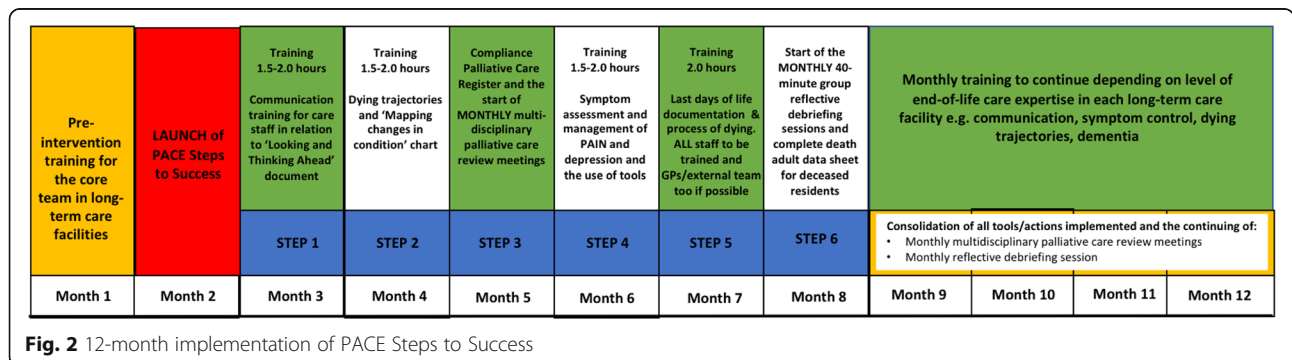 Pre-
intervention
training for
the core
team in long-
term care
facilities
LAUNCH of
PACE Steps
to Success
Training
1.5-2.0 hours
Communication
training for care
staff in relation
to ‘Looking and
Thinking Ahead’
document
Training
1.5-2.0 hours
Dying trajectories
and ‘Mapping
changes in
condition’ chart
Compliance
Palliative Care
Register and the
start of
MONTHLY multi-
disciplinary
palliative care
review meetings
Training
1.5-2.0 hours
Symptom
assessment and
management of
PAIN and
depression and
the use of tools
Training
2.0 hours
Last days of life
documentation &
process of dying.
ALL staff to be
trained and
GPs/external team
too if possible
Start of the
MONTHLY 40-
minute group
reflective
debriefing
sessions and
complete death
adult data sheet
for deceased
residents
Monthly training to continue depending on level of
end-of-life care expertise in each long-term care
facility e.g. communication, symptom control, dying
trajectories, dementia
STEP 1
STEP 2
STEP 3
STEP 4
STEP 5
STEP 6
Consolidation of all tools/actions implemented and the continuing of:
• Monthly multidisciplinary palliative care review meetings
• Monthly reflective debriefing session
Month 1
Month 2
Month 3
Month 4
Month 5
Month 6
Month 7
Month 8
Month 9
Month 10
Month 11
Month 12
Fig. 2 12-month implementation of PACE Steps to Success